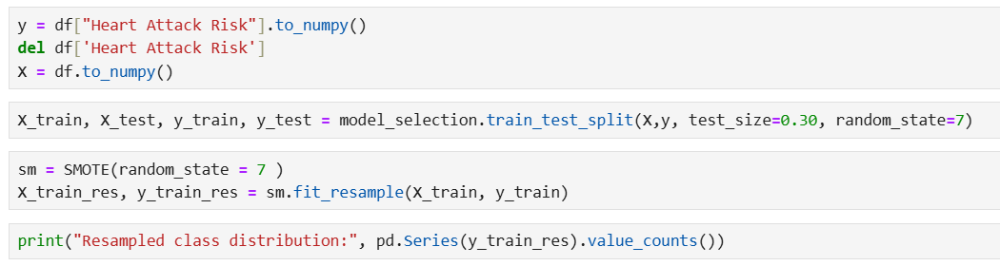 y = df["Heart Attack Risk"].to_numpy()
del df['Heart Attack Risk']
X = df.to_numpy()
X_train, X_test, y_train, y_test = model_selection.train_test_split(X,y, test_size=0.30, random_state=7)
sm = SMOTE(random_state = 7 )
X_train_res, y_train_res = sm.fit_resample(X_train, y_train)
print("Resampled class distribution:", pd.Series(y_train_res).value_counts())